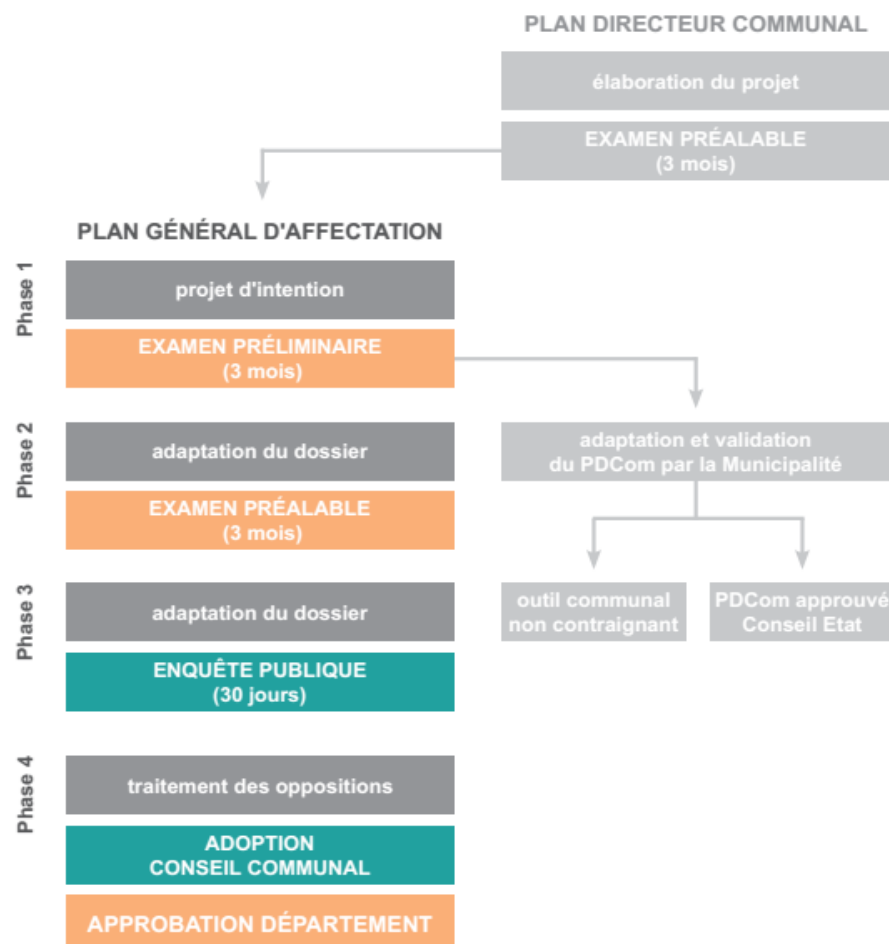 PLAN DIRECTEUR COMMUNAL
élaboration du projet
EXAMEN PRÉALABLE
(3 mois)
PLAN GÉNÉRAL D'AFFECTATION
Phase 1
projet d'intention
EXAMEN PRÉLIMINAIRE
(3 mois)
Phase 2
adaptation du dossier
EXAMEN PRÉALABLE
(3 mois)
adaptation et validation
du PDCom par la Municipalité
outil communal
non contraignant
PDCom approuvé
Conseil Etat
Phase 3
adaptation du dossier
ENQUÊTE PUBLIQUE
(30 jours)
Phase 4
traitement des oppositions
ADOPTION
CONSEIL COMMUNAL
APPROBATION DÉPARTEMENT